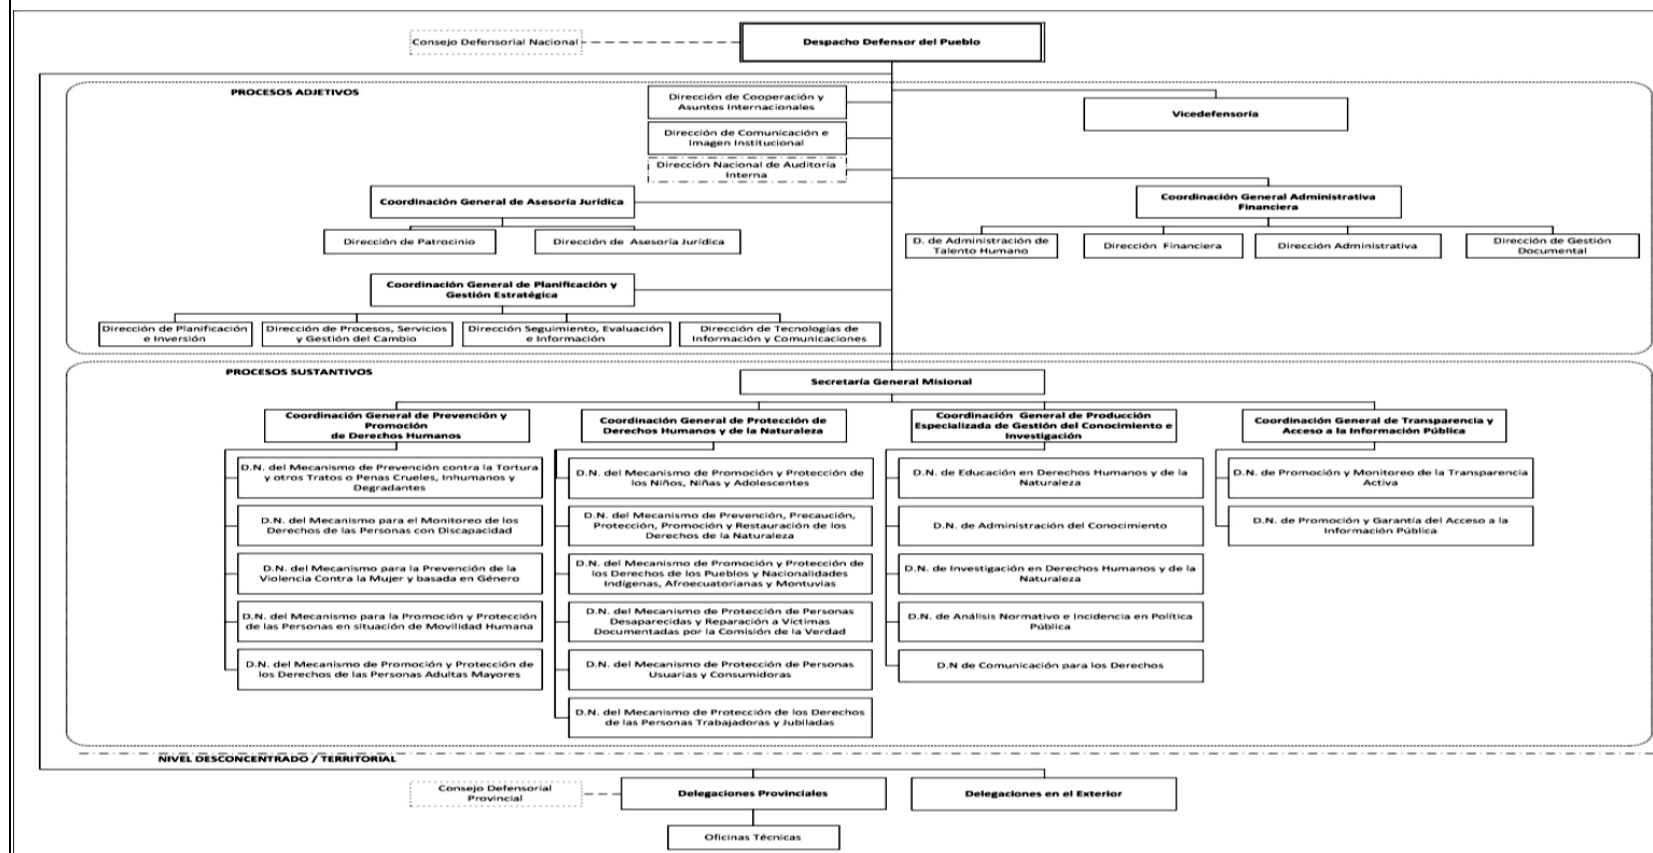 Consejo Defensorial Nacional
Despacho Defensor del Pueblo
PROCESOS ADJETIVOS
Dirección de Cooperación y
Asuntos Internacionales
Vicedefensoría
Dirección de Comunicación e
Imagen Institucional
Dirección Nacional de Auditoría
Interna
Coordinación General de Asesoría Jurídica
Coordinación General Administrativa
Financiera
Dirección de Patrocinio
Dirección de Asesoría Jurídica
D. de Administración de
Talento Humano
Dirección Financiera
Dirección Administrativa
Dirección de Gestión
Documental
Coordinación General de Planificación y
Gestión Estratégica
Dirección de Planificación
e Inversión
Dirección de Procesos, Servicios
y Gestión del Cambio
Dirección Seguimiento, Evaluación
e Información
Dirección de Tecnologías de
Información y Comunicaciones
PROCESOS SUSTANTIVOS
Secretaría General Misional
Coordinación General de Prevención y
Promoción
de Derechos Humanos
D.N. del Mecanismo de Prevención contra la Tortura
y otros Tratos o Penas Crueles, Inhumanos y
Degradantes
D.N. del Mecanismo para el Monitoreo de los
Derechos de las Personas con Discapacidad
D.N. del Mecanismo para la Prevención de la
Violencia Contra la Mujer y basada en Género
D.N. del Mecanismo para la Promoción y Protección
de las Personas en situación de Movilidad Humana
D.N. del Mecanismo de Promoción y Protección de
los Derechos de las Personas Adultas Mayores
Coordinación General de Protección de
Derechos Humanos y de la Naturaleza
D.N. del Mecanismo de Promoción y Protección de
los Niños, Niñas y Adolescentes
D.N. del Mecanismo de Prevención, Precaución,
Protección, Promoción y Restauración de los
Derechos de la Naturaleza
D.N. del Mecanismo de Promoción y Protección de
los Derechos de los Pueblos y Nacionalidades
Indígenas, Afroecuatorianas y Montuvias
D.N. del Mecanismo de Protección de Personas
Desaparecidas y Reparación a Víctimas
Documentadas por la Comisión de la Verdad
D.N. del Mecanismo de Protección de Personas
Usuarias y Consumidoras
D.N. del Mecanismo de Protección de los Derechos
de las Personas Trabajadoras y Jubiladas
Coordinación General de Producción
Especializada de Gestión del Conocimiento e
Investigación
D.N. de Educación en Derechos Humanos y de la
Naturaleza
D.N. de Administración del Conocimiento
D.N. de Investigación en Derechos Humanos y de la
Naturaleza
D.N. de Análisis Normativo e Incidencia en Política
Pública
D.N de Comunicación para los Derechos
Coordinación General de Transparencia y
Acceso a la Información Pública
D.N. de Promoción y Monitoreo de la Transparencia
Activa
D.N. de Promoción y Garantía del Acceso a la
Información Pública
NIVEL DESCONCENTRADO / TERRITORIAL
Consejo Defensorial
Provincial
Delegaciones Provinciales
Delegaciones en el Exterior
Oficinas Técnicas